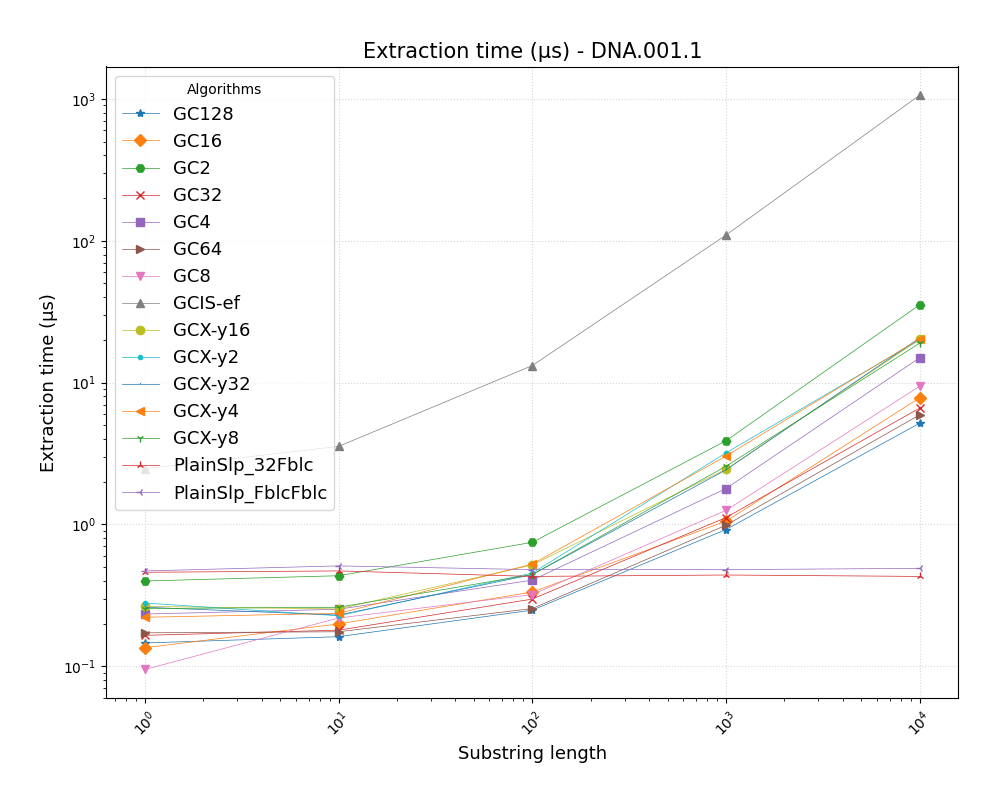 Extraction time (µs) - DNA.001.1
Extraction time (µs)
10³
10²
10¹
10⁰
10⁻¹
Algorithms
GC128
GC16
GC2
GC32
GC4
GC64
GC8
GCIS-ef
GCX-y16
GCX-y2
GCX-y32
GCX-y4
GCX-y8
PlainSlp_32Fblc
PlainSlp_FblcFblc
10⁰ 10¹ 10² 10³ 10⁴
Substring length